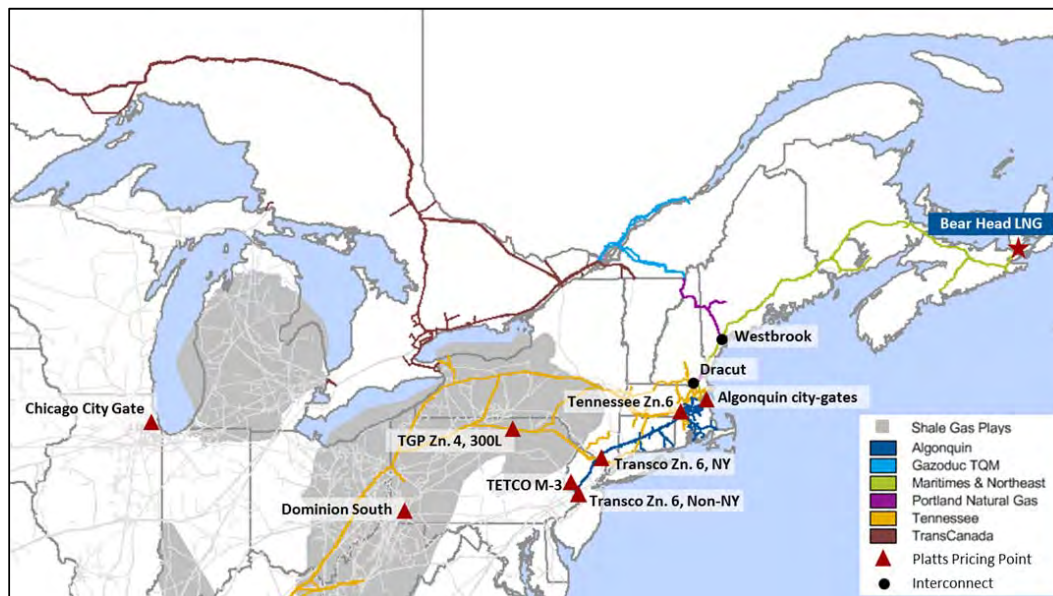 Bear Head LNG
Westbrook
Dracut
Algonquin city-gates
Tennessee Zn.6
Chicago City Gate
TGP Zn. 4, 300L
Transco Zn. 6, NY
TETCO M-3
Transco Zn. 6, Non-NY
Dominion South
Shale Gas Plays
Algonquin
Gazoduc TQM
Maritimes & Northeast
Portland Natural Gas
Tennessee
TransCanada
Platts Pricing Point
Interconnect